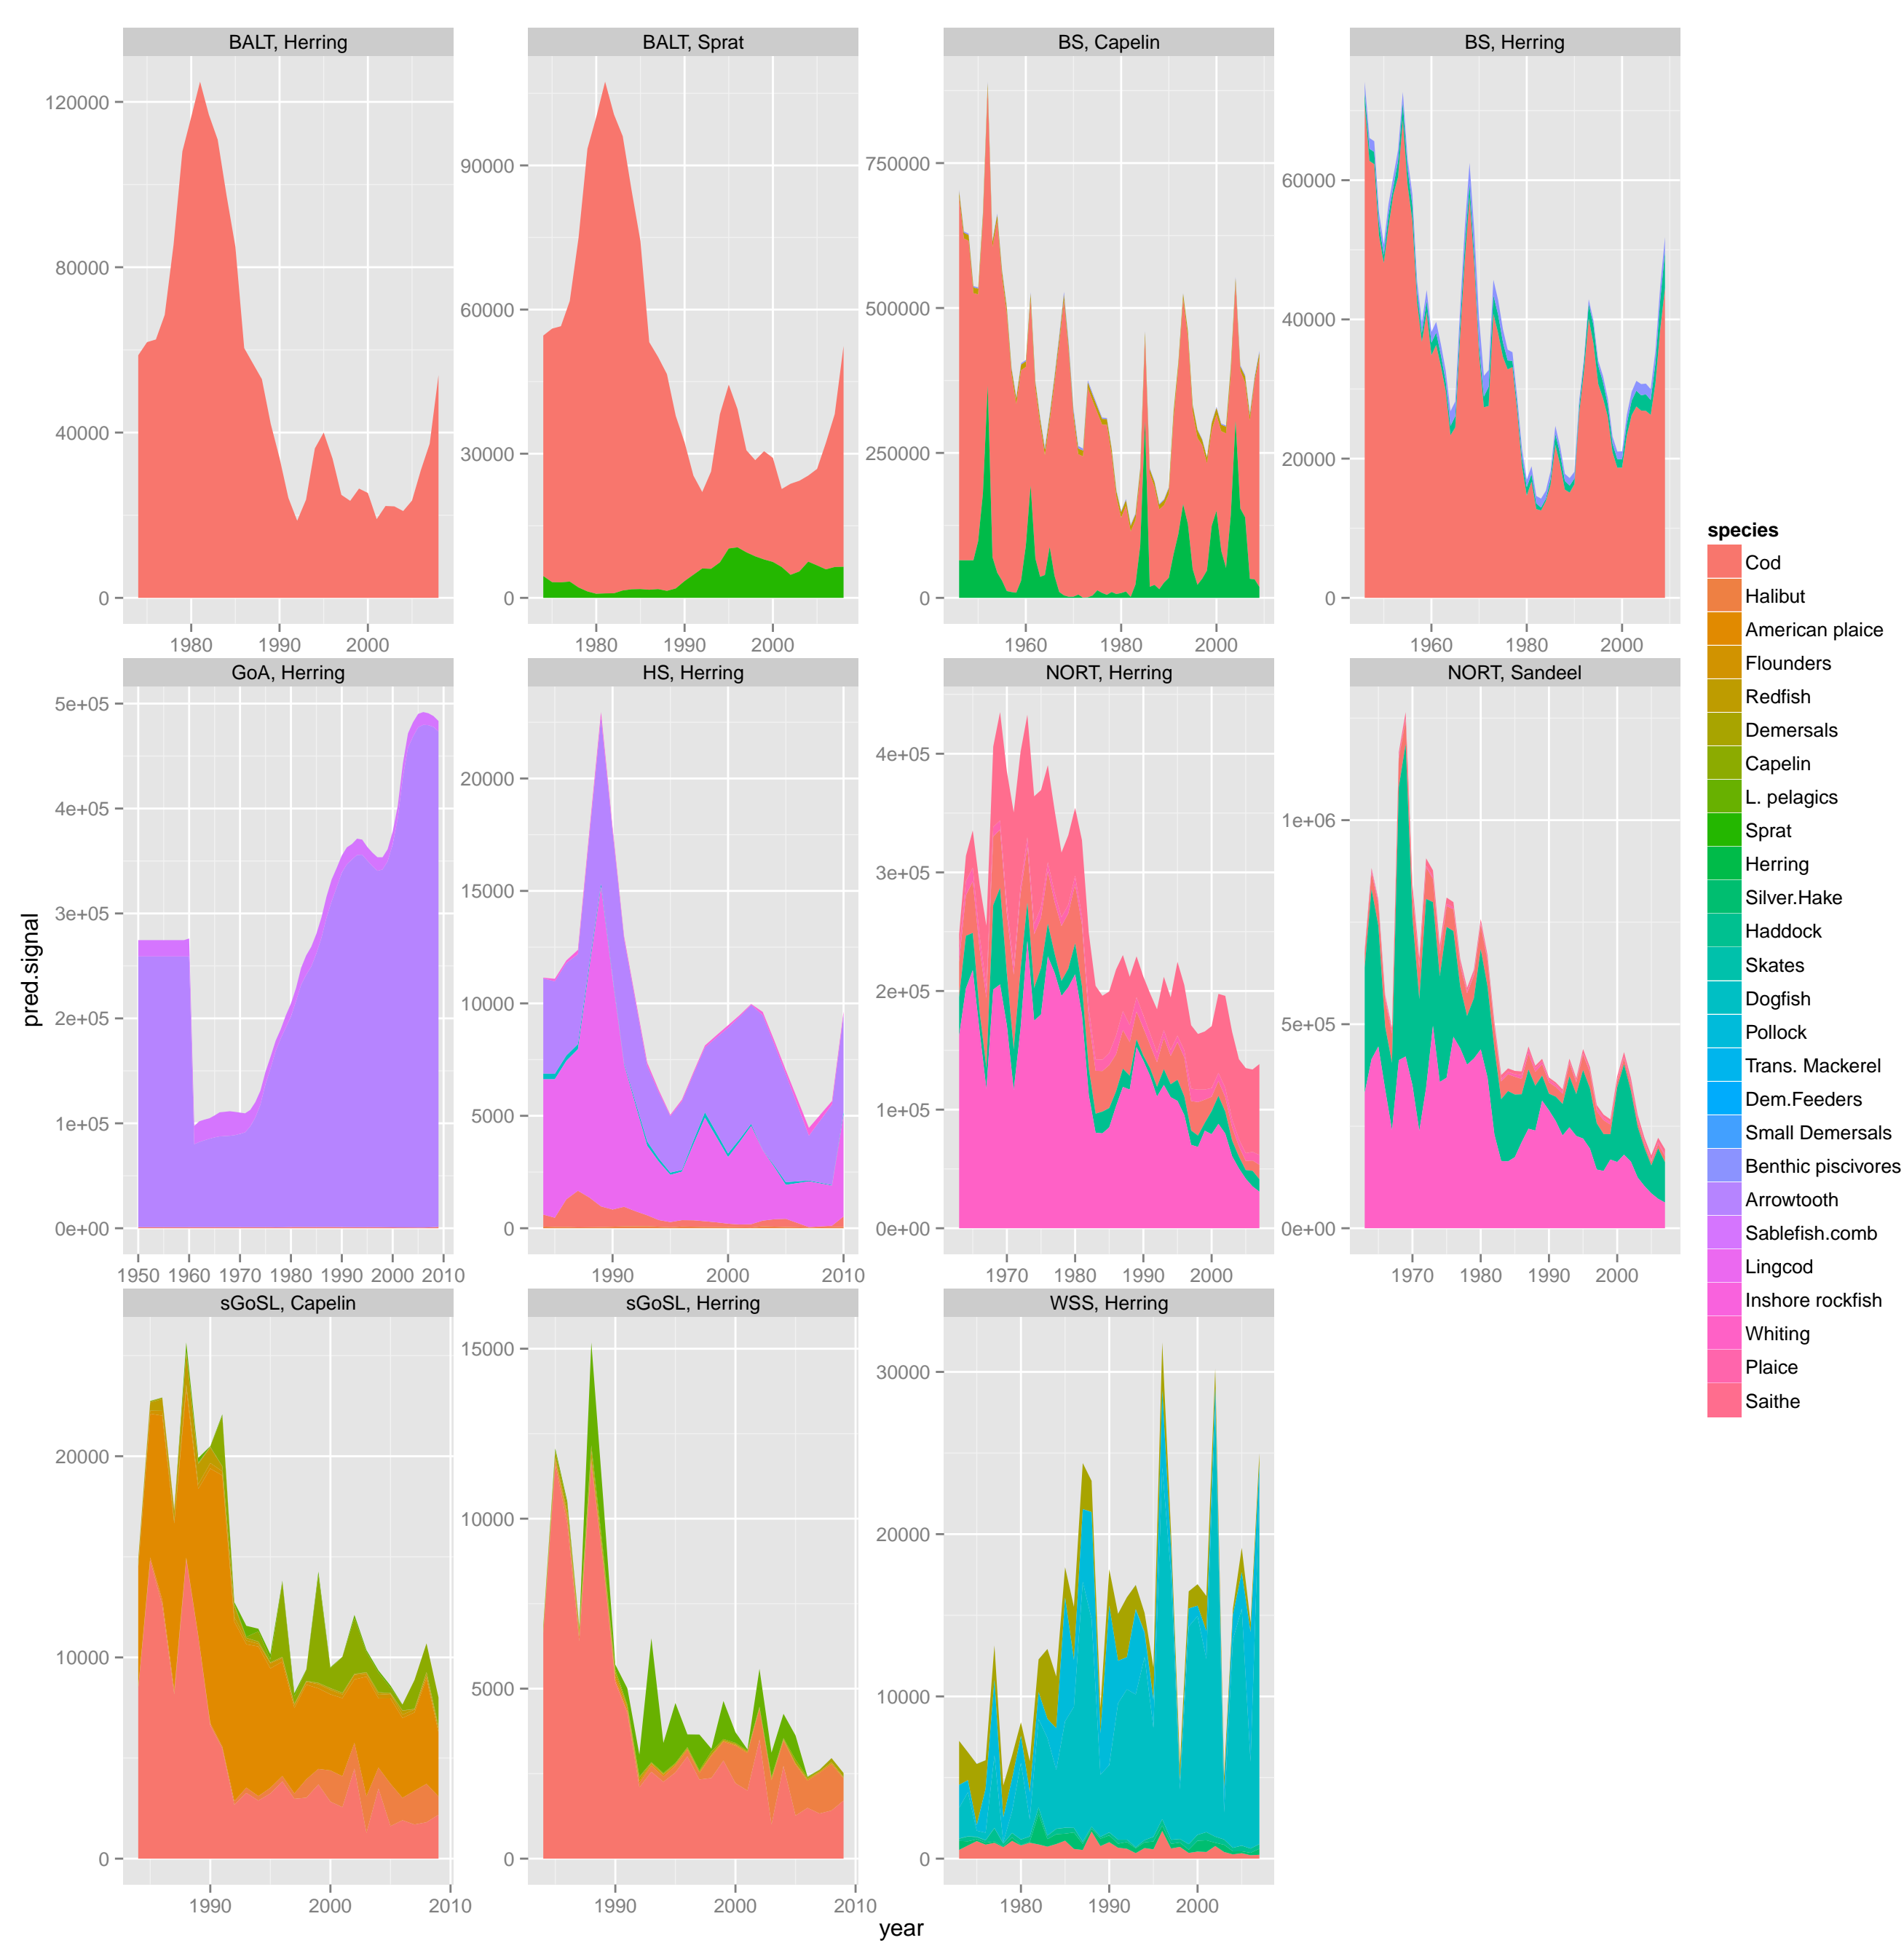 BALT, Herring
BALT, Sprat
BS, Capelin
BS, Herring
120000
80000
40000
0
1980 1990 2000
90000
60000
30000
0
1980 1990 2000
750000
500000
250000
0
1960 1980 2000
60000
40000
20000
0
1960 1980 2000
GoA, Herring
HS, Herring
NORT, Herring
NORT, Sandeel
5e+05
4e+05
3e+05
2e+05
1e+05
0e+00
1950 1960 1970 1980 1990 2000 2010
20000
15000
10000
5000
0
1990 2000 2010
4e+05
3e+05
2e+05
1e+05
0e+00
1970 1980 1990 2000
1e+06
5e+05
0e+00
1970 1980 1990 2000
sGoSL, Capelin
sGoSL, Herring
WSS, Herring
20000
10000
0
1990 2000 2010
15000
10000
5000
0
1990 2000 2010
30000
20000
10000
0
1980 1990 2000
pred.signal
year
species
Cod
Halibut
American plaice
Flounders
Redfish
Demersals
Capelin
L. pelagics
Sprat
Herring
Silver.Hake
Haddock
Skates
Dogfish
Pollock
Trans. Mackerel
Dem.Feeders
Small Demersals
Benthic piscivores
Arrowtooth
Sablefish.comb
Lingcod
Inshore rockfish
Whiting
Plaice
Saithe